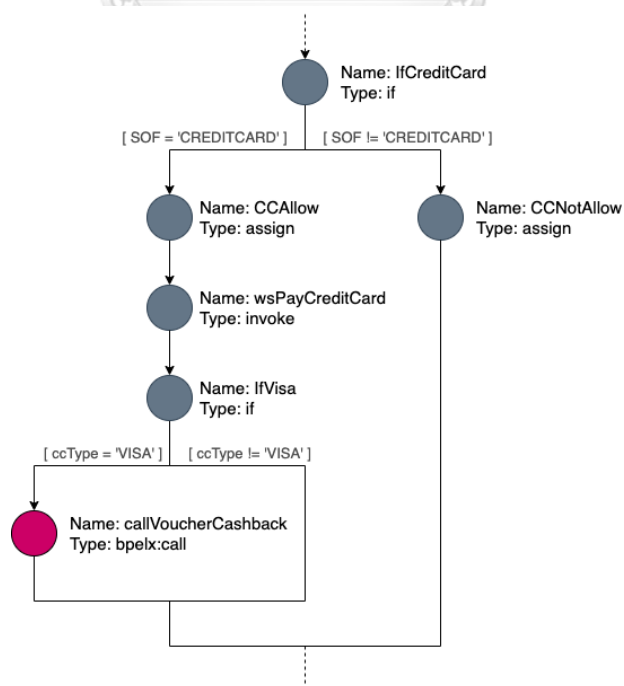 Name: IfCreditCard
Type: if
[ SOF = 'CREDITCARD' ]
[ SOF != 'CREDITCARD' ]
Name: CCAllow
Type: assign
Name: CCNotAllow
Type: assign
Name: wsPayCreditCard
Type: invoke
Name: IfVisa
Type: if
[ ccType = 'VISA' ]
[ ccType != 'VISA' ]
Name: callVoucherCashback
Type: bpelx:call